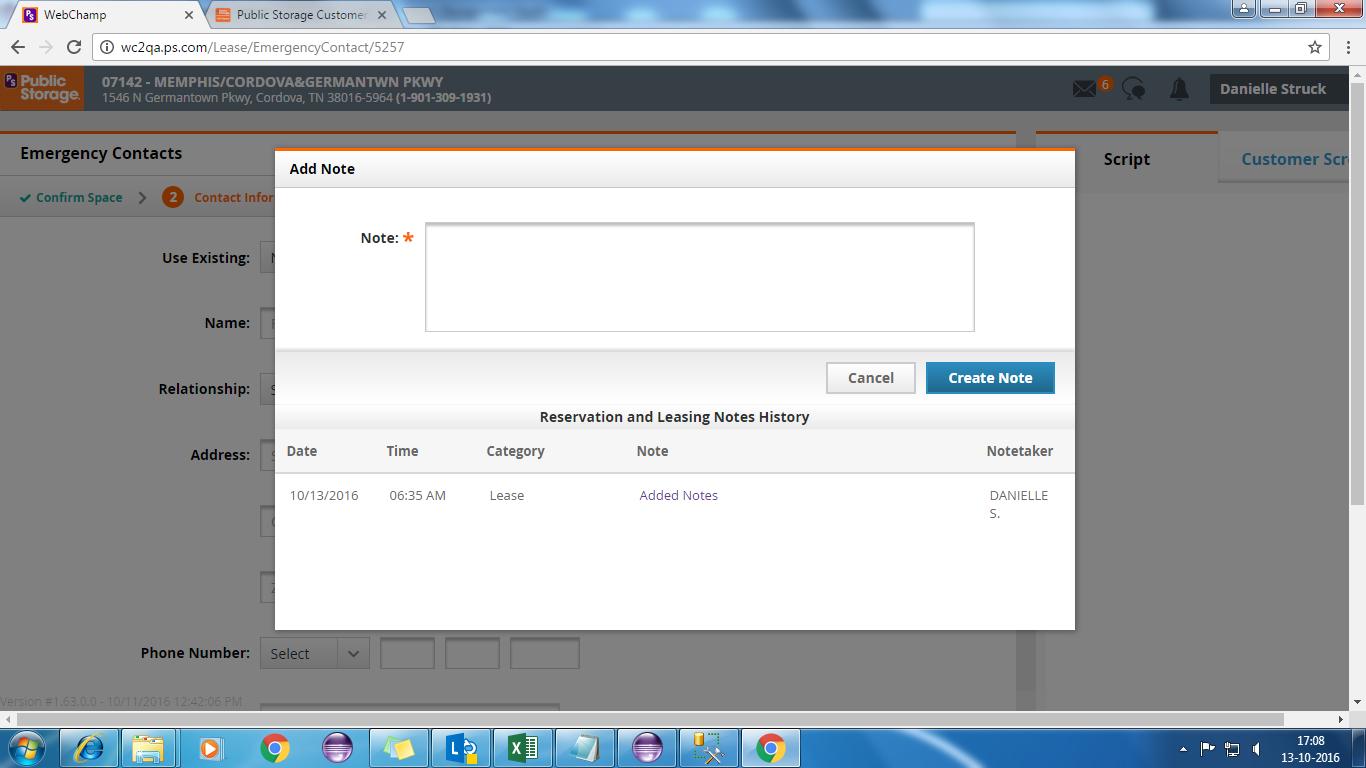 WebChamp
Public Storage Customer
wc2qa.ps.com/Lease/EmergencyContact/5257
PS Public Storage.
07142 - MEMPHIS/CORDOVA&GERMANTWN PKWY
1546 N Germantown Pkwy, Cordova, TN 38016-5964 (1-901-309-1931)
6
Danielle Struck
Emergency Contacts
Script
Customer Scr
Confirm Space
2 Contact Infor
Add Note
Note: *
Use Existing:
Name:
Relationship:
Address:
Cancel
Create Note
Reservation and Leasing Notes History
Date Time Category Note Notetaker
10/13/2016 06:35 AM Lease Added Notes DANIELLE
S.
Phone Number: Select
Version #1.63.0.0 - 10/11/2016 12:42:06 PM
17:08
13-10-2016